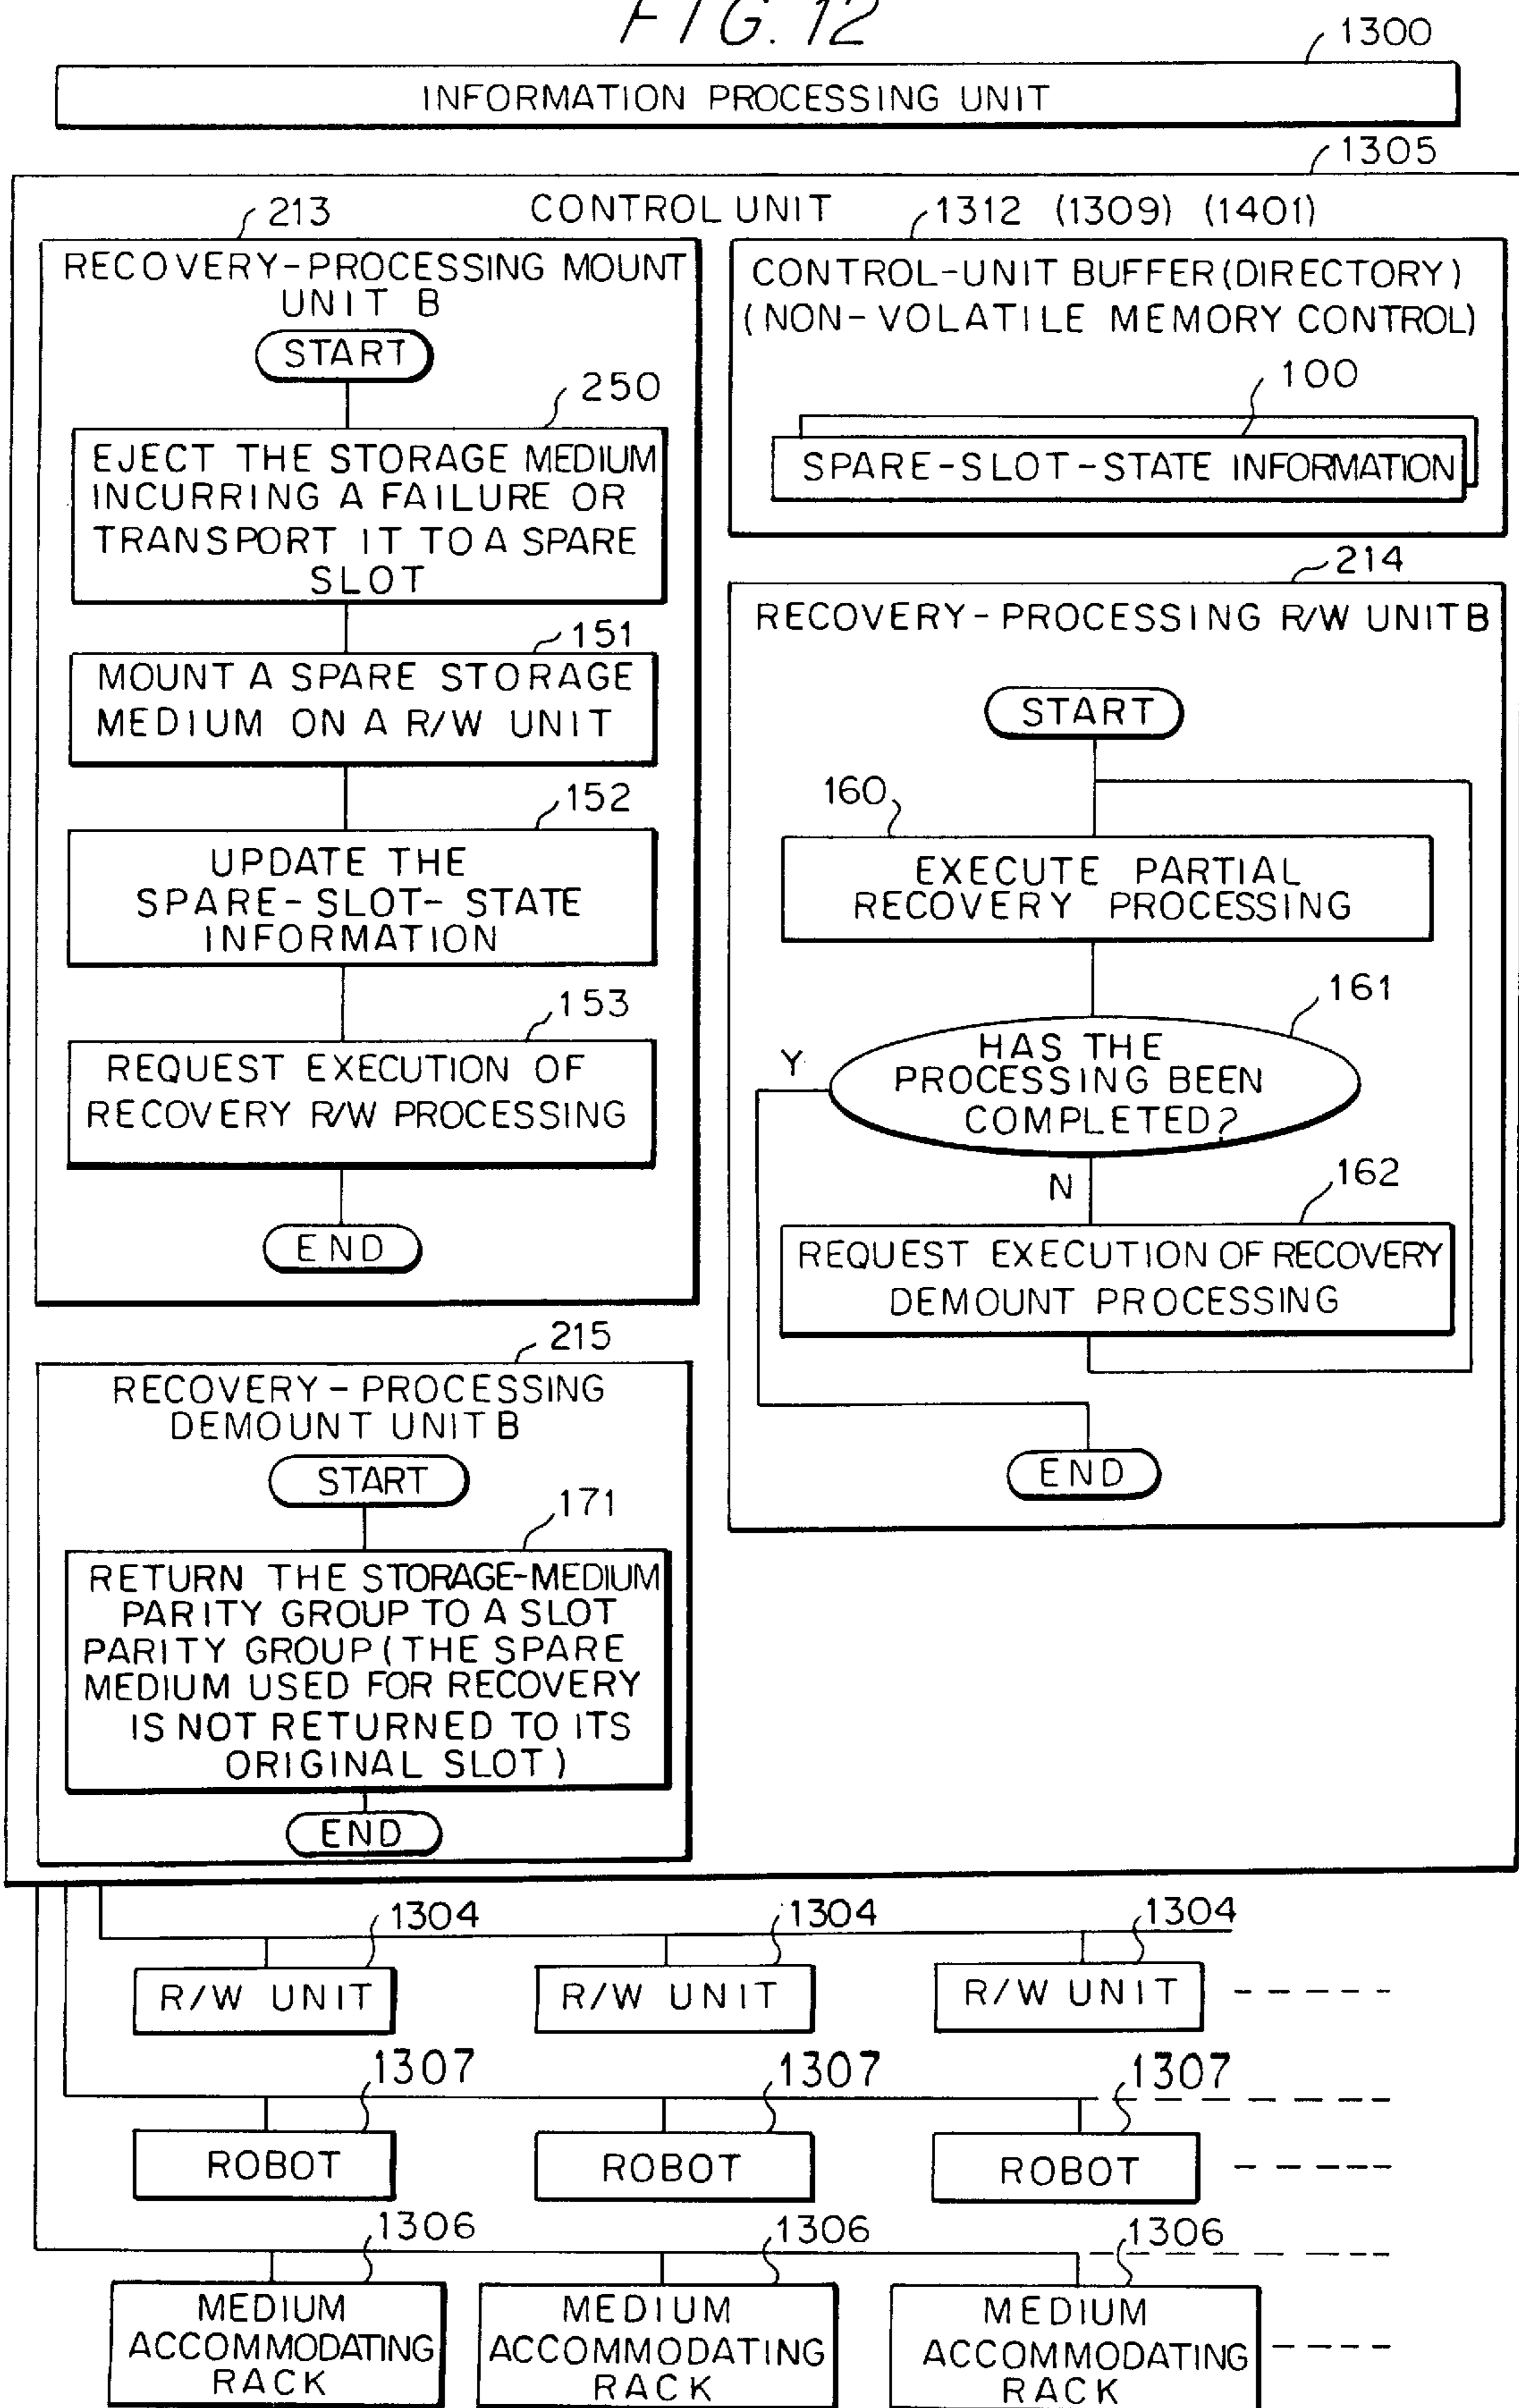 FIG. 12
1300
INFORMATION PROCESSING UNIT
1305
CONTROL UNIT
213
RECOVERY-PROCESSING MOUNT
UNIT B
START
250
EJECT THE STORAGE MEDIUM
INCURRING A FAILURE OR
TRANSPORT IT TO A SPARE
SLOT
151
MOUNT A SPARE STORAGE
MEDIUM ON A R/W UNIT
152
UPDATE THE
SPARE-SLOT-STATE
INFORMATION
153
REQUEST EXECUTION OF
RECOVERY R/W PROCESSING
END
1312 (1309) (1401)
CONTROL-UNIT BUFFER(DIRECTORY)
(NON-VOLATILE MEMORY CONTROL)
100
SPARE-SLOT-STATE INFORMATION
214
RECOVERY-PROCESSING R/W UNIT B
START
160
EXECUTE PARTIAL
RECOVERY PROCESSING
161
HAS THE
PROCESSING BEEN
COMPLETED?
Y
N
162
REQUEST EXECUTION OF RECOVERY
DEMOUNT PROCESSING
END
215
RECOVERY-PROCESSING
DEMOUNT UNIT B
START
171
RETURN THE STORAGE-MEDIUM
PARITY GROUP TO A SLOT
PARITY GROUP (THE SPARE
MEDIUM USED FOR RECOVERY
IS NOT RETURNED TO ITS
ORIGINAL SLOT)
END
1304 1304 1304
R/W UNIT R/W UNIT R/W UNIT
1307 1307 1307
ROBOT ROBOT ROBOT
1306 1306 1306
MEDIUM
ACCOMMODATING
RACK
MEDIUM
ACCOMMODATING
RACK
MEDIUM
ACCOMMODATING
RACK